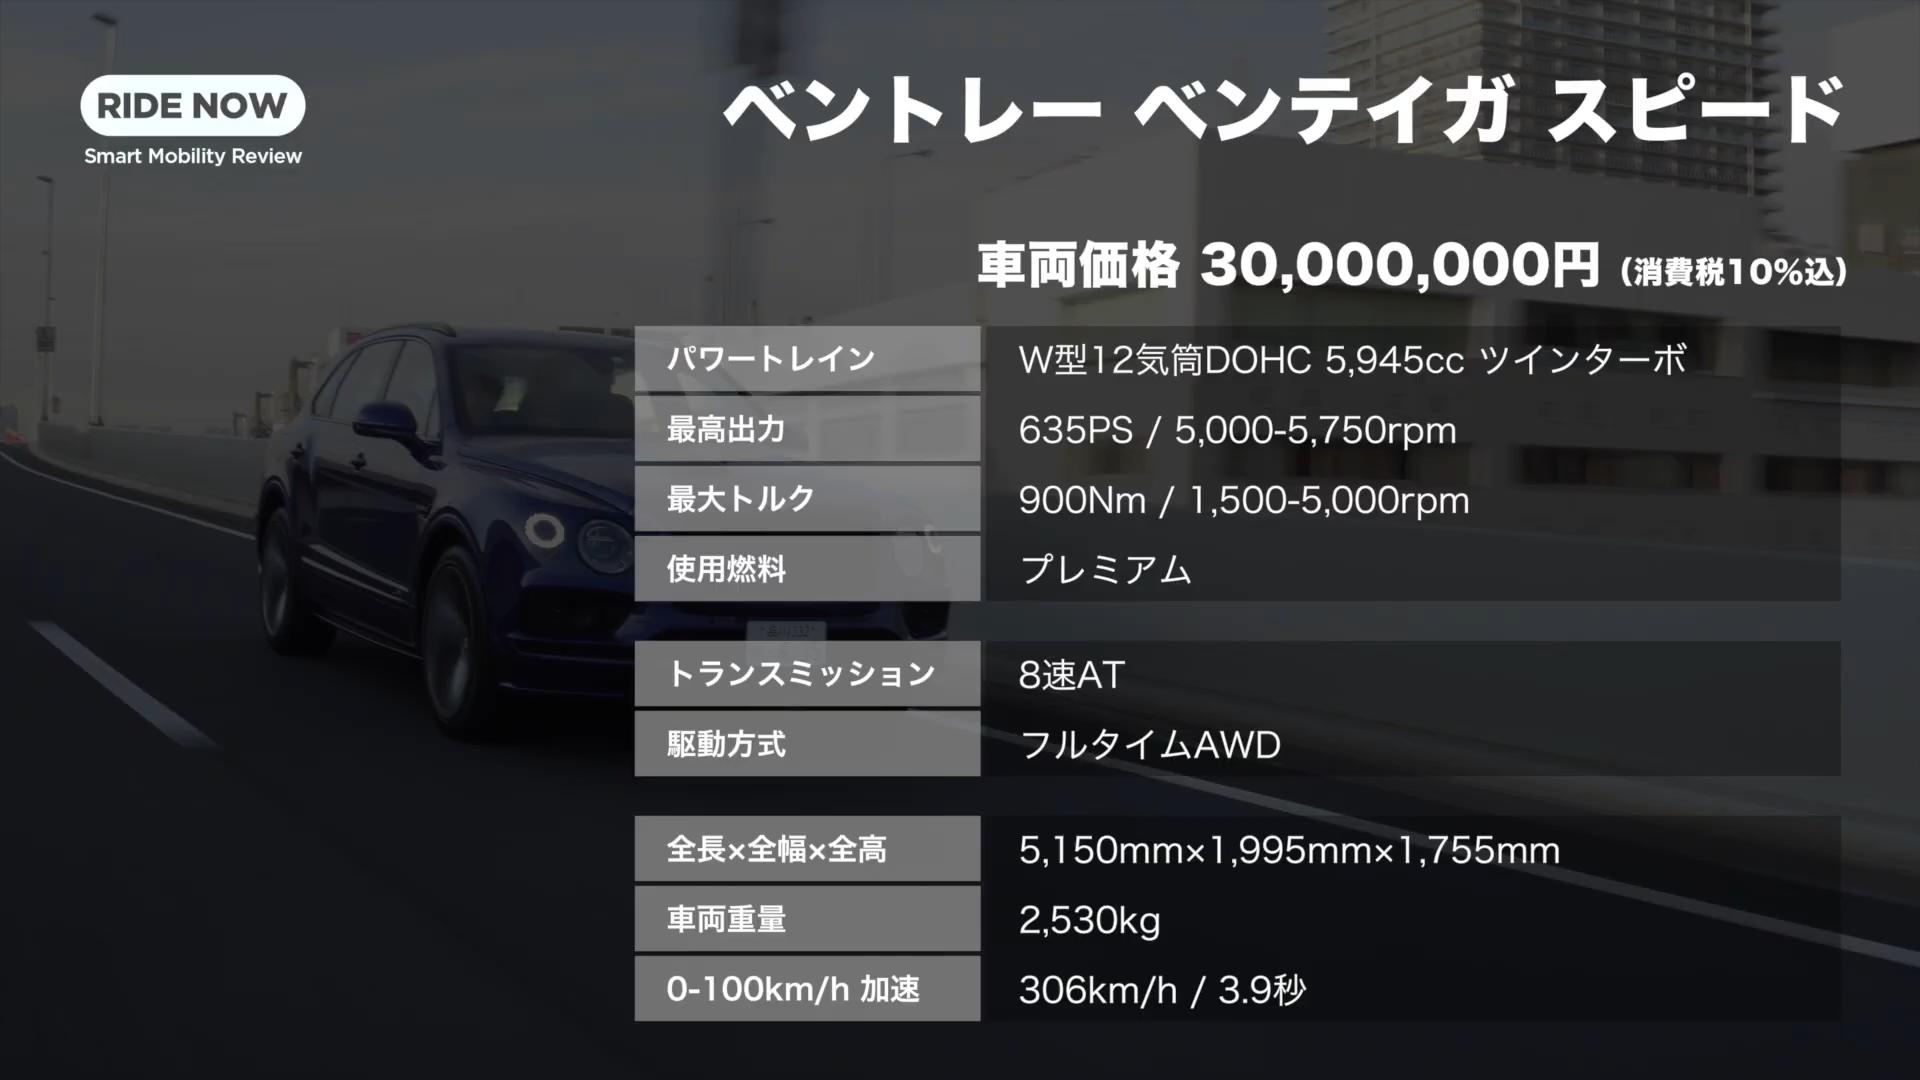 RIDE NOW
Smart Mobility Review
ベントレー ベンテイガ スピード
車両価格 30,000,000円（消費税10%込）
パワートレイン W型12気筒DOHC 5,945cc ツインターボ
最高出力 635PS / 5,000-5,750rpm
最大トルク 900Nm / 1,500-5,000rpm
使用燃料 プレミアム
トランスミッション 8速AT
駆動方式 フルタイムAWD
全長×全幅×全高 5,150mm×1,995mm×1,755mm
車両重量 2,530kg
0-100km/h 加速 306km/h / 3.9秒